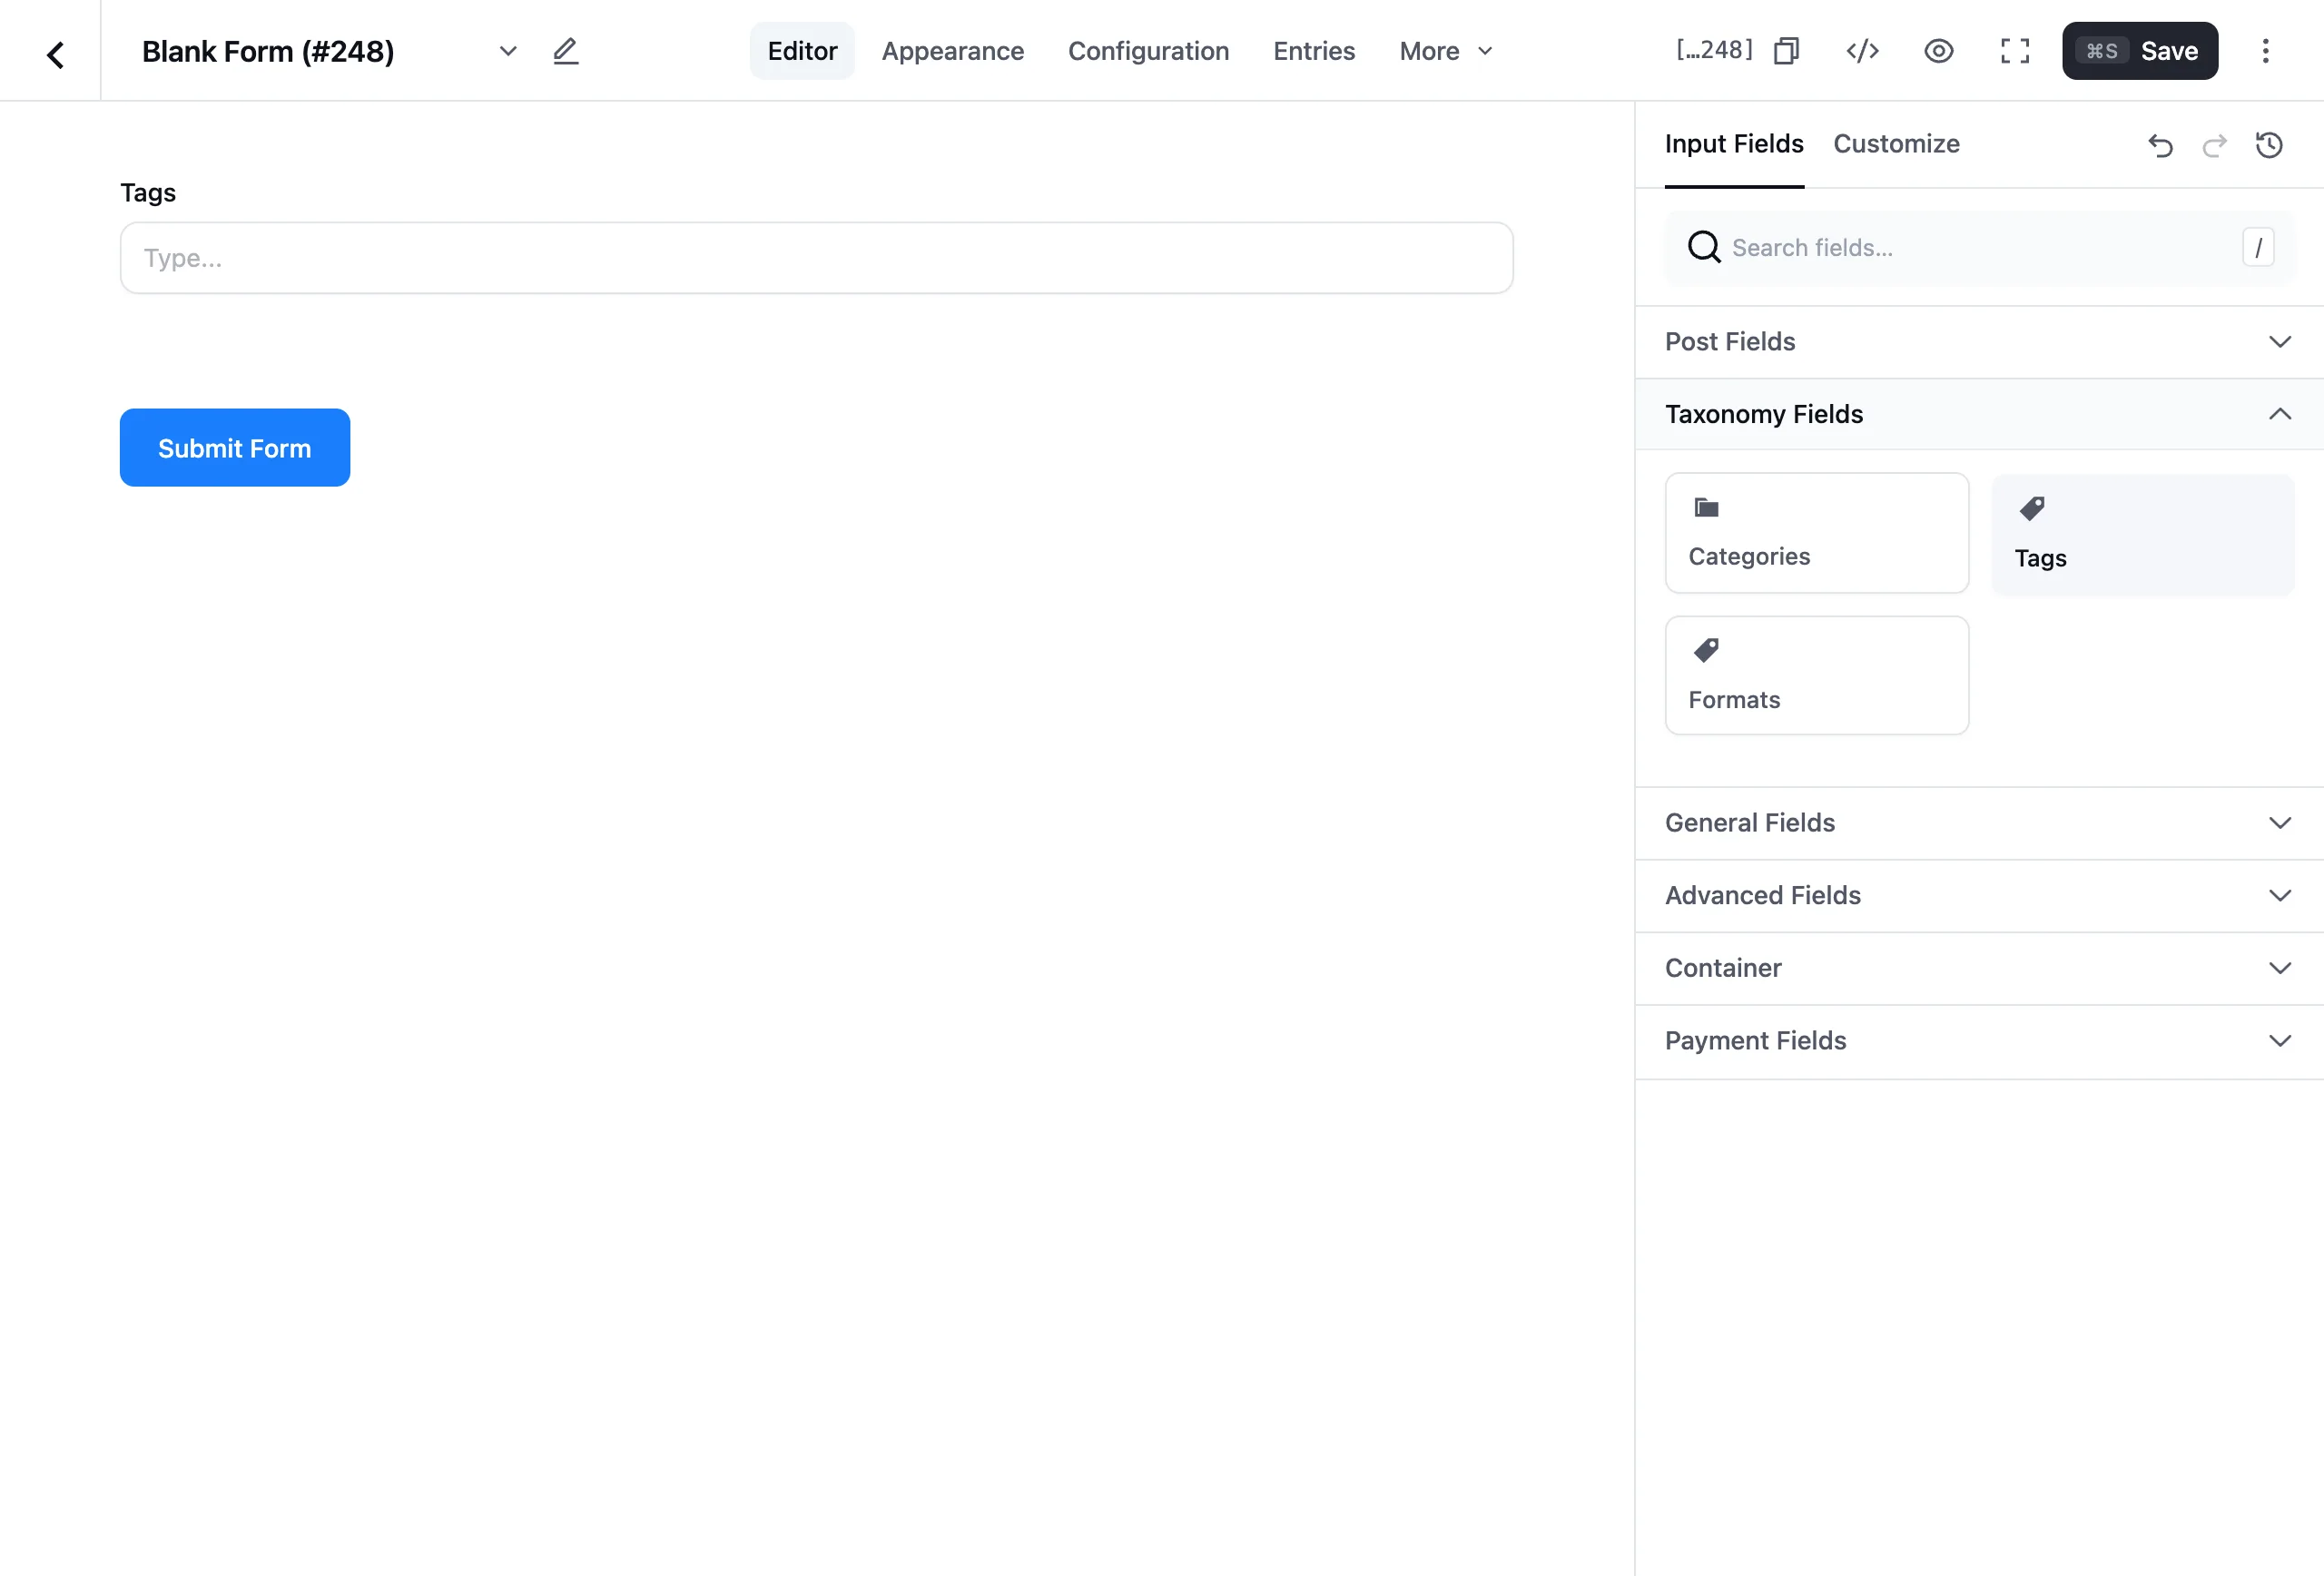 Blank Form (#248)
Editor
Appearance
Configuration
Entries
More
[…248]
</>
⌘S Save
Input Fields
Customize
Search fields...
/
Tags
Type...
Submit Form
Post Fields
Taxonomy Fields
Categories
Tags
Formats
General Fields
Advanced Fields
Container
Payment Fields